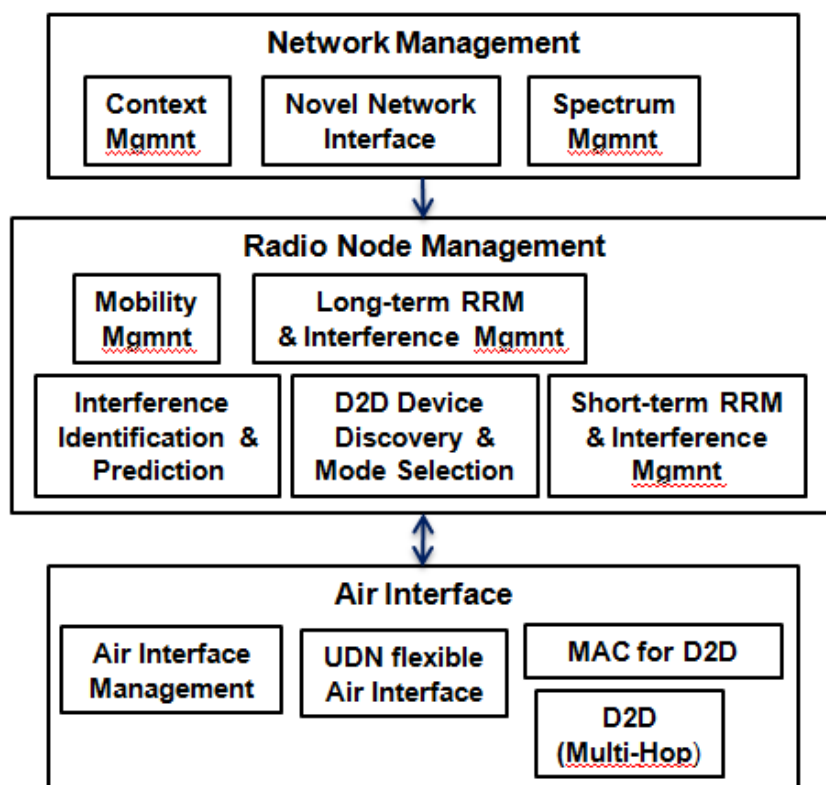 Network Management
Context
Mgmnt
Novel Network
Interface
Spectrum
Mgmnt
Radio Node Management
Mobility
Mgmnt
Long-term RRM
& Interference Mgmnt
Interference
Identification &
Prediction
D2D Device
Discovery &
Mode Selection
Short-term RRM
& Interference
Mgmnt
Air Interface
Air Interface
Management
UDN flexible
Air Interface
MAC for D2D
D2D
(Multi-Hop)